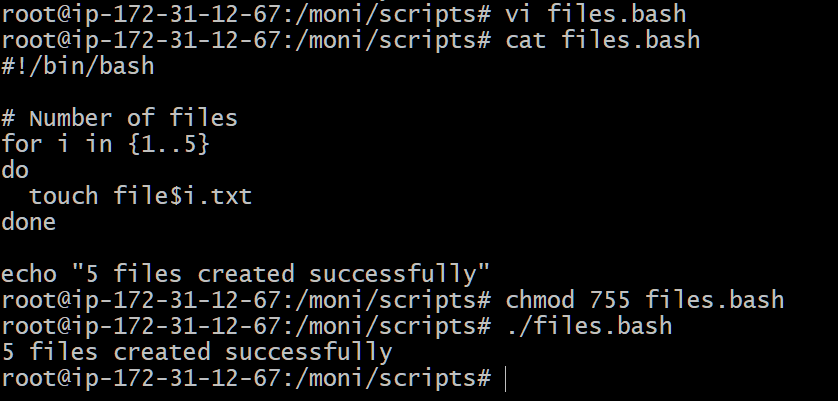 root@ip-172-31-12-67:/moni/scripts# vi files.bash
root@ip-172-31-12-67:/moni/scripts# cat files.bash
#!/bin/bash

# Number of files
for i in {1..5}
do
  touch file$i.txt
done

echo "5 files created successfully"
root@ip-172-31-12-67:/moni/scripts# chmod 755 files.bash
root@ip-172-31-12-67:/moni/scripts# ./files.bash
5 files created successfully
root@ip-172-31-12-67:/moni/scripts#